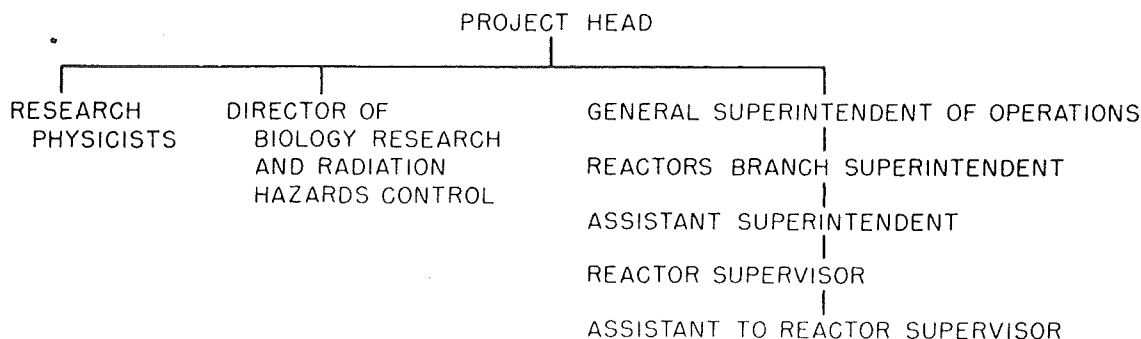 PROJECT HEAD
RESEARCH
PHYSICISTS
DIRECTOR OF
BIOLOGY RESEARCH
AND RADIATION
HAZARDS CONTROL
GENERAL SUPERINTENDENT OF OPERATIONS
REACTORS BRANCH SUPERINTENDENT
ASSISTANT SUPERINTENDENT
REACTOR SUPERVISOR
ASSISTANT TO REACTOR SUPERVISOR